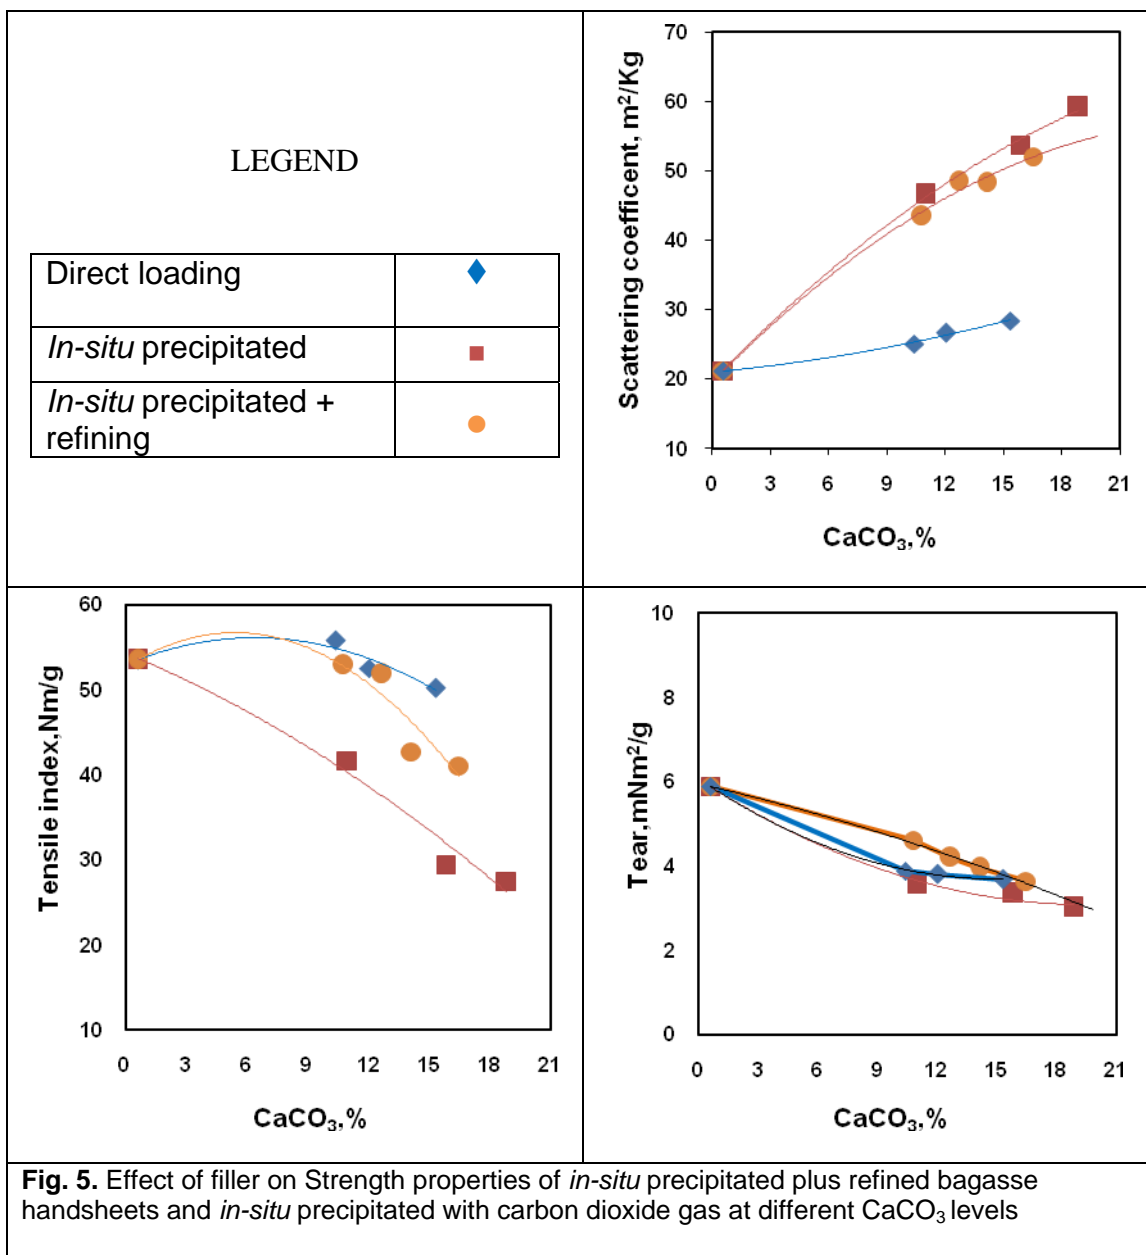 LEGEND
Direct loading
In-situ precipitated
In-situ precipitated +
refining
Scattering coefficent, m²/Kg
70
60
50
40
30
20
10
0 3 6 9 12 15 18 21
CaCO₃,%
Tensile index,Nm/g
60
50
40
30
20
10
0 3 6 9 12 15 18 21
CaCO₃,%
Tear,mNm²/g
10
8
6
4
2
0
0 3 6 9 12 15 18 21
CaCO₃,%
Fig. 5. Effect of filler on Strength properties of in-situ precipitated plus refined bagasse
handsheets and in-situ precipitated with carbon dioxide gas at different CaCO₃ levels